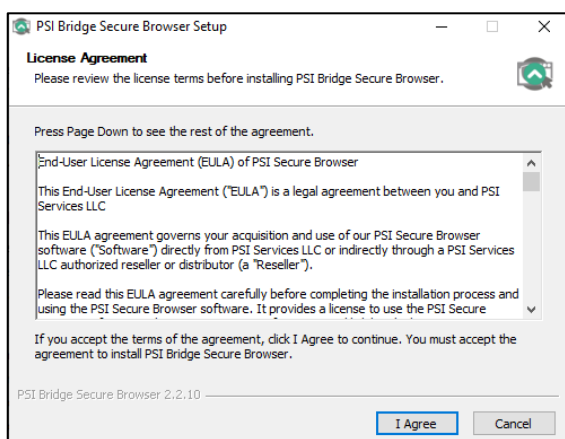 PSI Bridge Secure Browser Setup
License Agreement
Please review the license terms before installing PSI Bridge Secure Browser.
Press Page Down to see the rest of the agreement.
End-User License Agreement (EULA) of PSI Secure Browser
This End-User License Agreement ("EULA") is a legal agreement between you and PSI
Services LLC
This EULA agreement governs your acquisition and use of our PSI Secure Browser
software ("Software") directly from PSI Services LLC or indirectly through a PSI Services
LLC authorized reseller or distributor (a "Reseller").
Please read this EULA agreement carefully before completing the installation process and
using the PSI Secure Browser software. It provides a license to use the PSI Secure
If you accept the terms of the agreement, click I Agree to continue. You must accept the
agreement to install PSI Bridge Secure Browser.
PSI Bridge Secure Browser 2.2.10
I Agree
Cancel